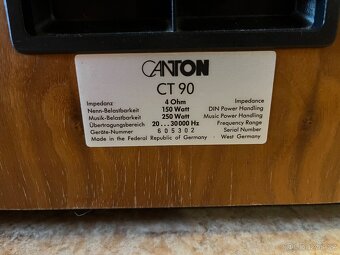 CANTON
CT 90
Impedanz 4 Ohm Impedance
Nenn-Belastbarkeit 150 Watt DIN Power Handling
Musik-Belastbarkeit 250 Watt Music Power Handling
Übertragungsbereich 20...30000 Hz Frequency Range
Geräte-Nummer 605302 Serial Number
Made in the Federal Republic of Germany - West Germany